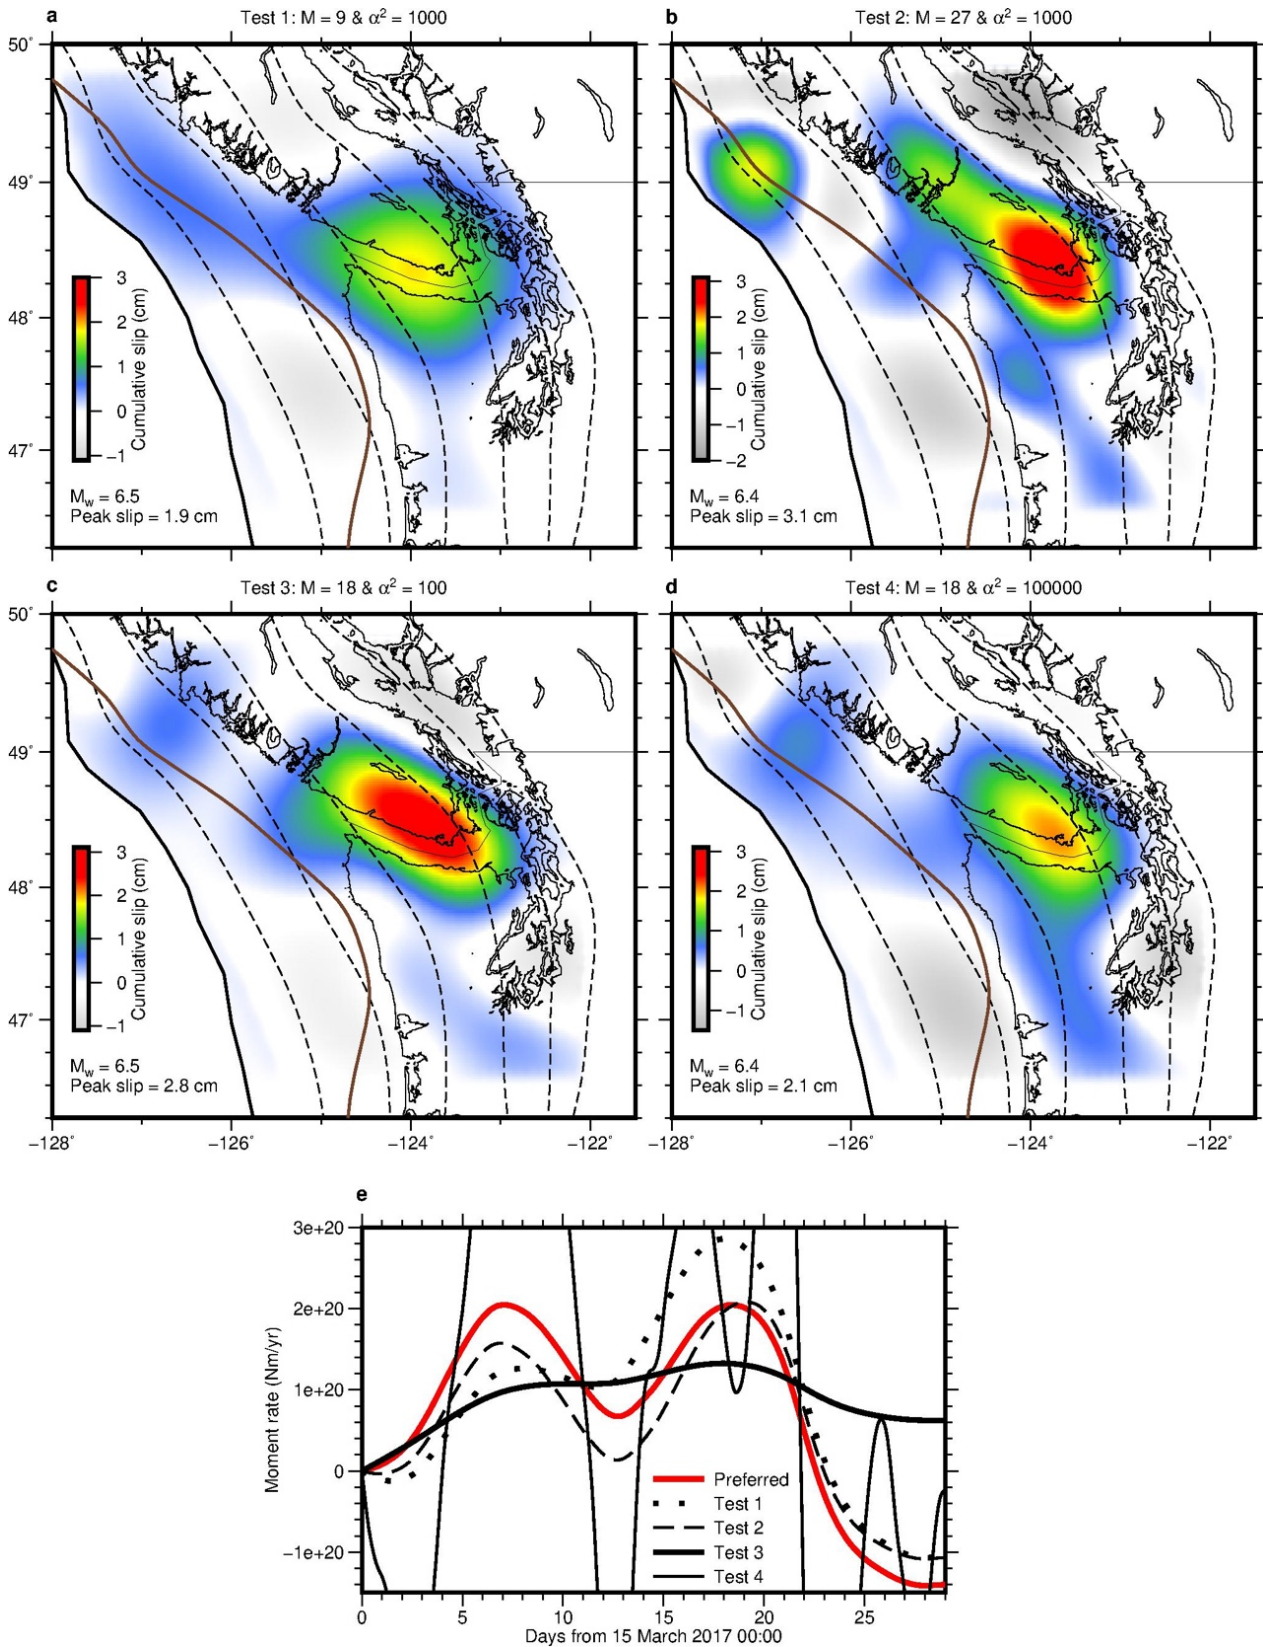 a
Test 1: M = 9 & α² = 1000
50°
49°
48°
47°
3
2
1
0
−1
Cumulative slip (cm)
Mw = 6.5
Peak slip = 1.9 cm
b
Test 2: M = 27 & α² = 1000
3
2
1
0
−1
−2
Cumulative slip (cm)
Mw = 6.4
Peak slip = 3.1 cm
c
Test 3: M = 18 & α² = 100
50°
49°
48°
47°
3
2
1
0
−1
Cumulative slip (cm)
Mw = 6.5
Peak slip = 2.8 cm
−128° −126° −124° −122°
d
Test 4: M = 18 & α² = 100000
3
2
1
0
−1
Cumulative slip (cm)
Mw = 6.4
Peak slip = 2.1 cm
−128° −126° −124° −122°
e
3e+20
2e+20
1e+20
0
−1e+20
Moment rate (Nm/yr)
Preferred
Test 1
Test 2
Test 3
Test 4
0 5 10 15 20 25
Days from 15 March 2017 00:00